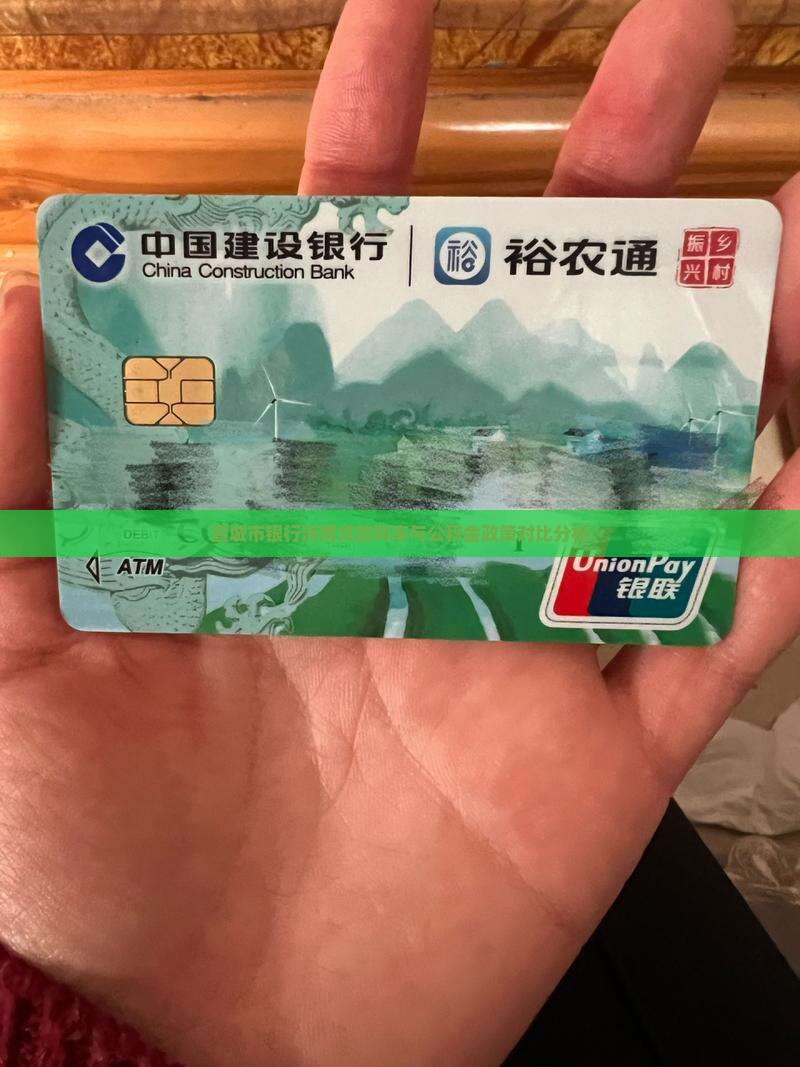 中国建设银行
China Construction Bank
裕
裕农通
振乡
兴村
DEBIT
市银行消费贷款利率与公积金政策对比分析
ATM
UnionPay
银联